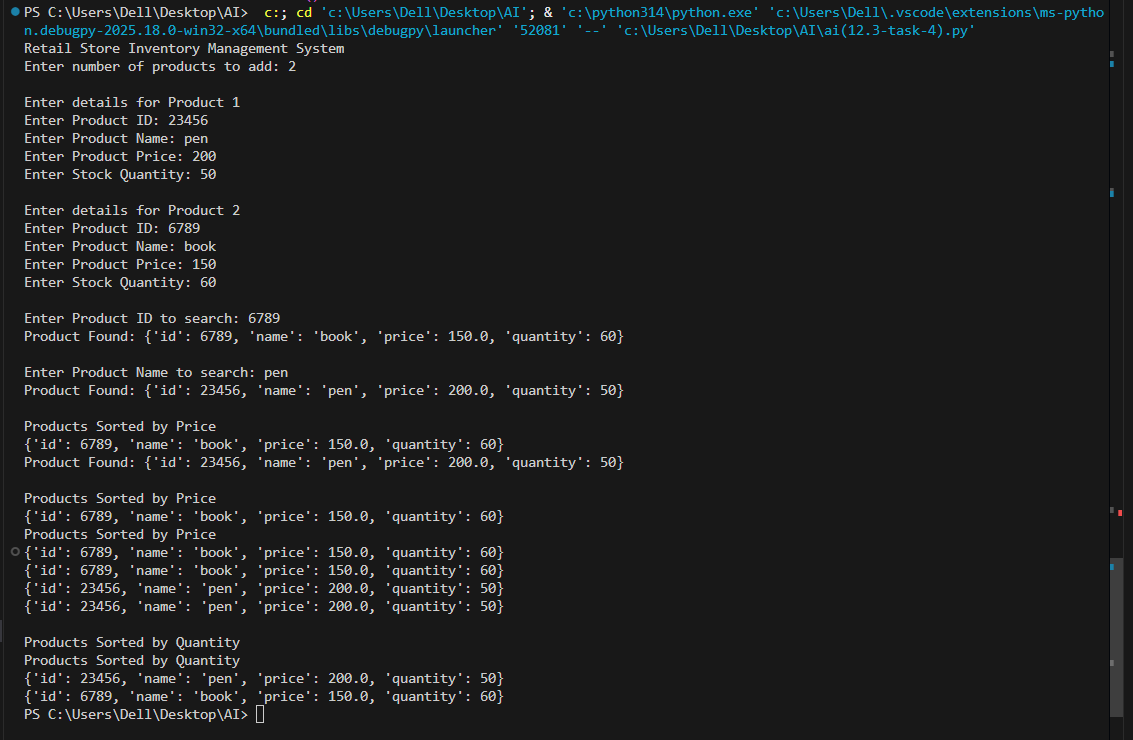 PS C:\Users\Dell\Desktop\AI>  c:; cd 'c:\Users\Dell\Desktop\AI'; & 'c:\python314\python.exe' 'c:\Users\Dell\.vscode\extensions\ms-pytho
n.debugpy-2025.18.0-win32-x64\bundled\libs\debugpy\launcher' '52081' '--' 'c:\Users\Dell\Desktop\AI\ai(12.3-task-4).py'
Retail Store Inventory Management System
Enter number of products to add: 2
Enter details for Product 1
Enter Product ID: 23456
Enter Product Name: pen
Enter Product Price: 200
Enter Stock Quantity: 50
Enter details for Product 2
Enter Product ID: 6789
Enter Product Name: book
Enter Product Price: 150
Enter Stock Quantity: 60
Enter Product ID to search: 6789
Product Found: {'id': 6789, 'name': 'book', 'price': 150.0, 'quantity': 60}
Enter Product Name to search: pen
Product Found: {'id': 23456, 'name': 'pen', 'price': 200.0, 'quantity': 50}
Products Sorted by Price
{'id': 6789, 'name': 'book', 'price': 150.0, 'quantity': 60}
Product Found: {'id': 23456, 'name': 'pen', 'price': 200.0, 'quantity': 50}
Products Sorted by Price
{'id': 6789, 'name': 'book', 'price': 150.0, 'quantity': 60}
Products Sorted by Price
{'id': 6789, 'name': 'book', 'price': 150.0, 'quantity': 60}
{'id': 6789, 'name': 'book', 'price': 150.0, 'quantity': 60}
{'id': 23456, 'name': 'pen', 'price': 200.0, 'quantity': 50}
{'id': 23456, 'name': 'pen', 'price': 200.0, 'quantity': 50}
Products Sorted by Quantity
Products Sorted by Quantity
{'id': 23456, 'name': 'pen', 'price': 200.0, 'quantity': 50}
{'id': 6789, 'name': 'book', 'price': 150.0, 'quantity': 60}
PS C:\Users\Dell\Desktop\AI>